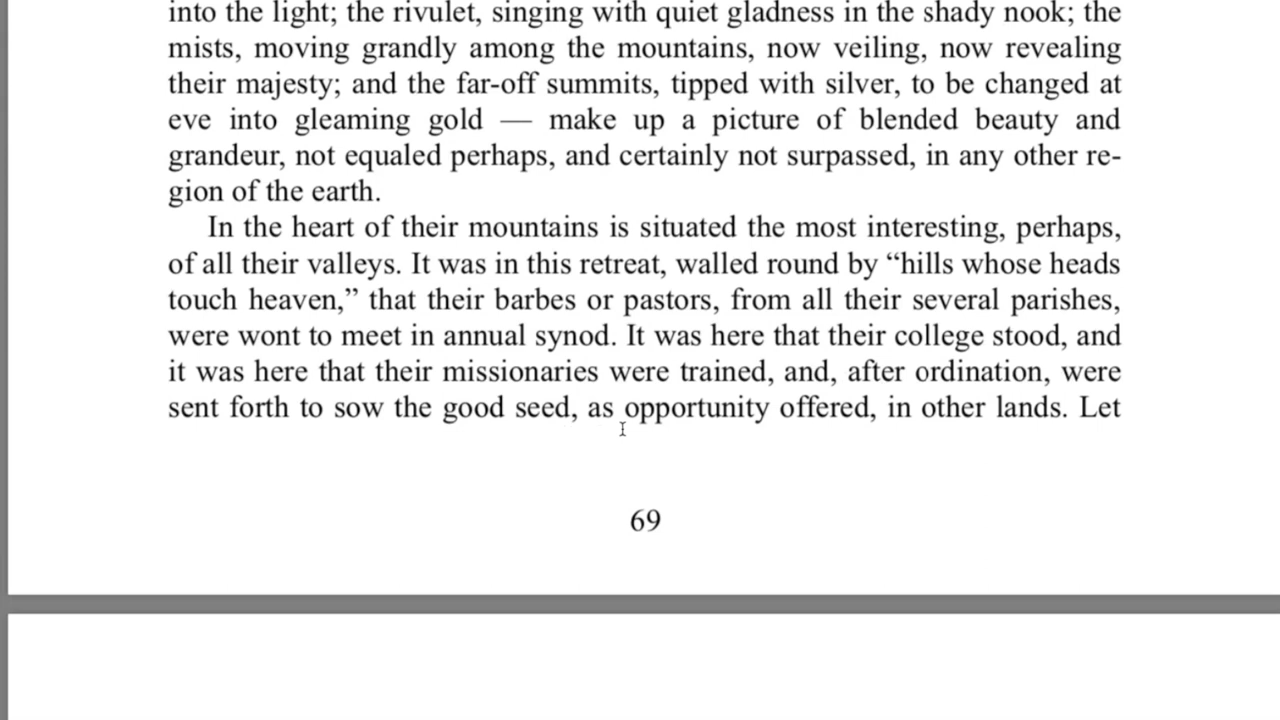 into the light; the rivulet, singing with quiet gladness in the shady nook; the
mists, moving grandly among the mountains, now veiling, now revealing
their majesty; and the far-off summits, tipped with silver, to be changed at
eve into gleaming gold — make up a picture of blended beauty and
grandeur, not equaled perhaps, and certainly not surpassed, in any other re-
gion of the earth.
In the heart of their mountains is situated the most interesting, perhaps,
of all their valleys. It was in this retreat, walled round by “hills whose heads
touch heaven,” that their barbes or pastors, from all their several parishes,
were wont to meet in annual synod. It was here that their college stood, and
it was here that their missionaries were trained, and, after ordination, were
sent forth to sow the good seed, as opportunity offered, in other lands. Let
69